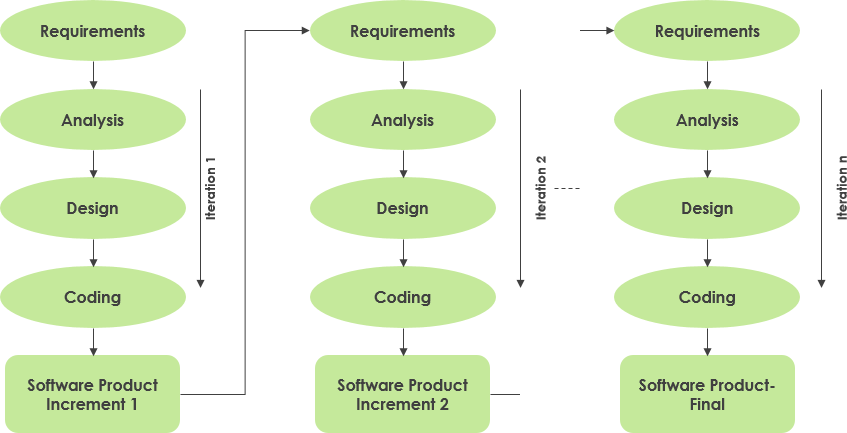 Requirements
Analysis
Design
Coding
Software Product
Increment 1
Iteration 1
Requirements
Analysis
Design
Coding
Software Product
Increment 2
Iteration 2
Requirements
Analysis
Design
Coding
Software Product-
Final
Iteration n